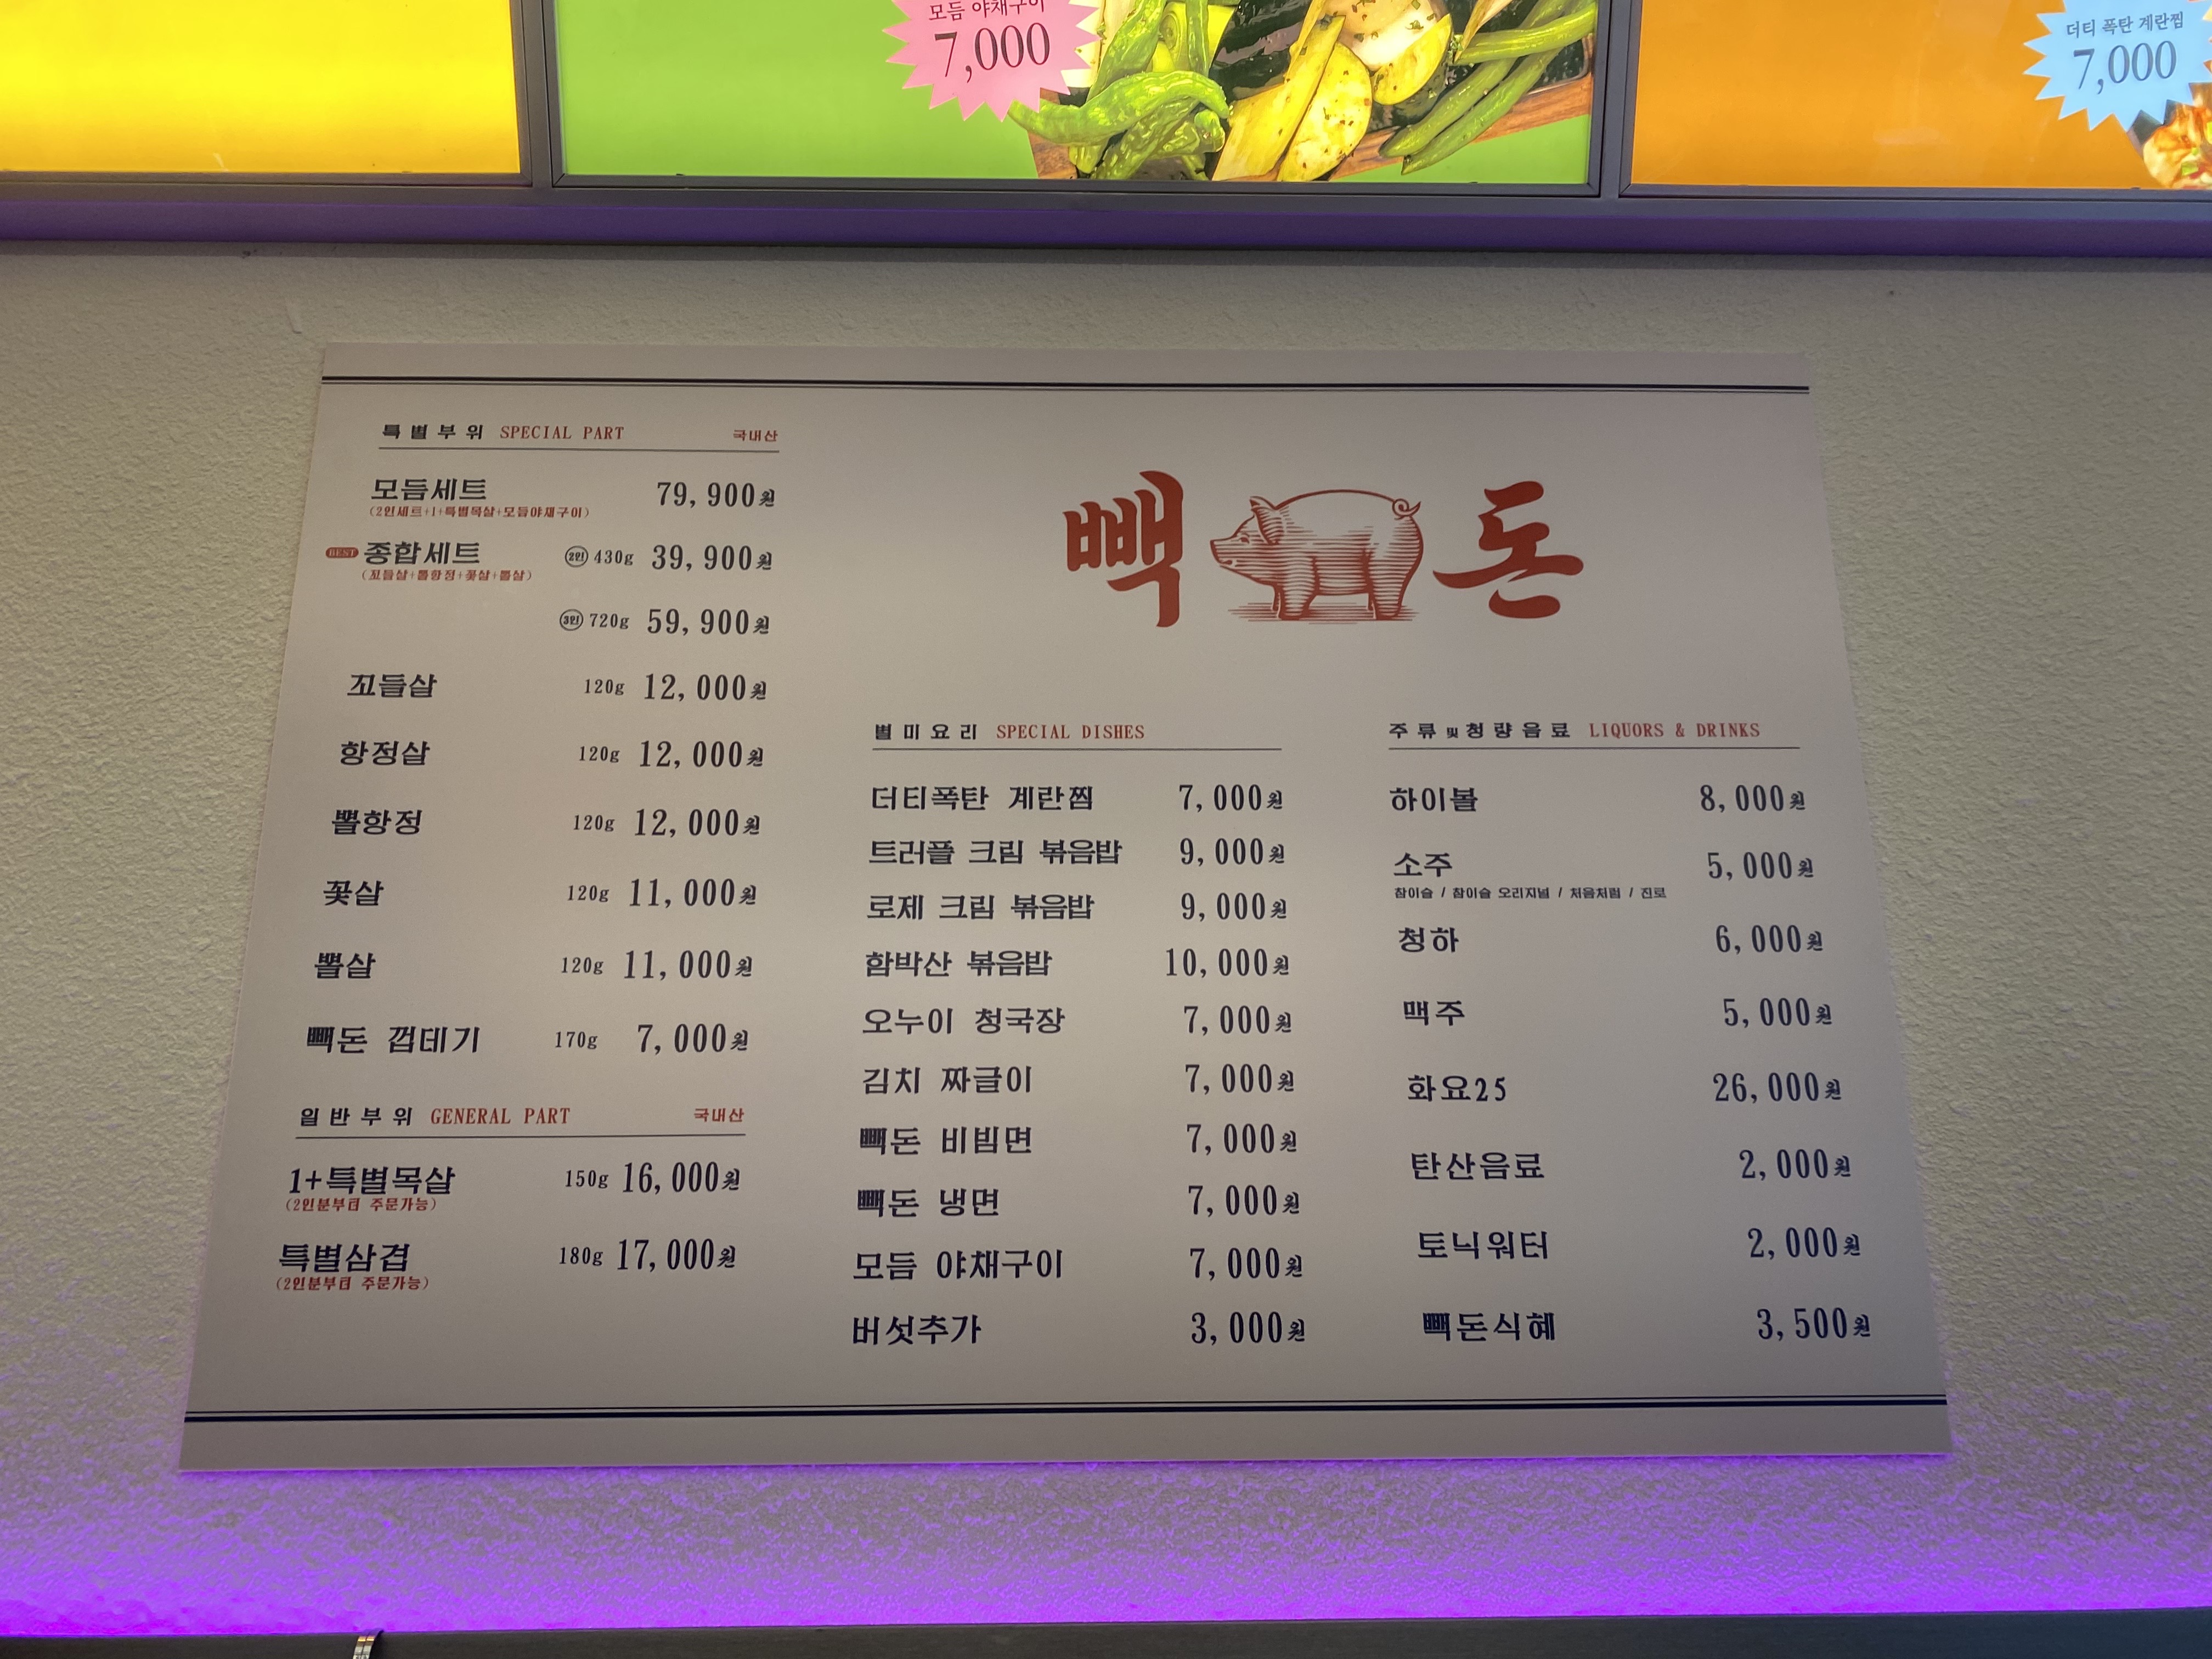 모듬 야채구이
7,000
더티 폭탄 계란찜
7,000
특별부위 SPECIAL PART 국내산
모듬세트 79,900원
(2인세트+1+특별목살+모듬야채구이)
BEST 종합세트 2인 430g 39,900원
(꼬들살+뽈항정+꽃살+뽈살)
3인 720g 59,900원
꼬들살 120g 12,000원
항정살 120g 12,000원
뽈항정 120g 12,000원
꽃살 120g 11,000원
뽈살 120g 11,000원
빽돈 껍데기 170g 7,000원
일반부위 GENERAL PART 국내산
1+특별목살 150g 16,000원
(2인분부터 주문가능)
특별삼겹 180g 17,000원
(2인분부터 주문가능)
빽돈
별미요리 SPECIAL DISHES
더티폭탄 계란찜 7,000원
트러플 크림 볶음밥 9,000원
로제 크림 볶음밥 9,000원
함박산 볶음밥 10,000원
오누이 청국장 7,000원
김치 짜글이 7,000원
빽돈 비빔면 7,000원
빽돈 냉면 7,000원
모듬 야채구이 7,000원
버섯추가 3,000원
주류 및 청량음료 LIQUORS & DRINKS
하이볼 8,000원
소주 5,000원
참이슬 / 참이슬 오리지널 / 처음처럼 / 진로
청하 6,000원
맥주 5,000원
화요25 26,000원
탄산음료 2,000원
토닉워터 2,000원
빽돈식혜 3,500원